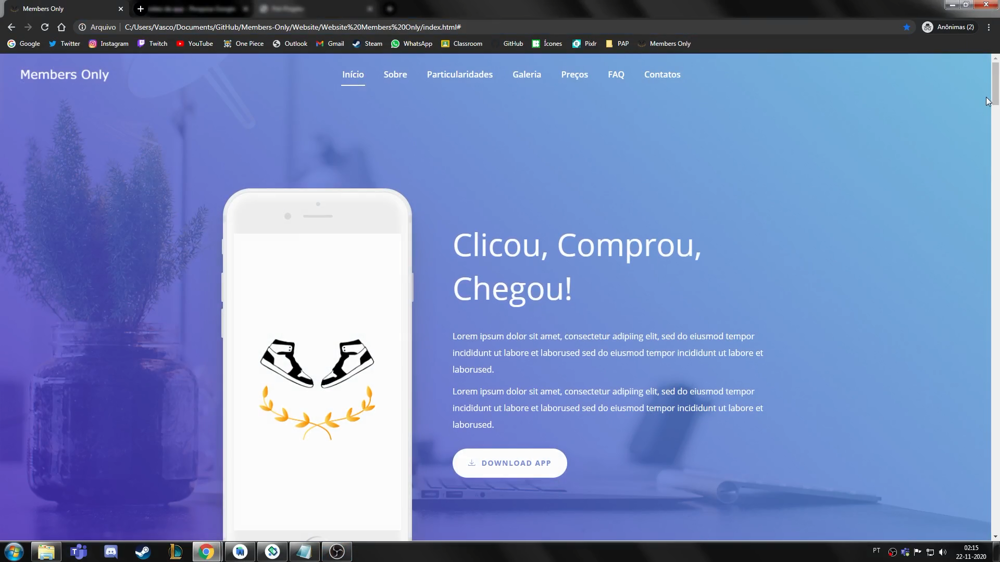 Members Only
Arquivo C:/Users/Vasco/Documents/GitHub/Members-Only/Website/Website%20Members%20Only/index.html# Anônimas (2)
Google Twitter Instagram Twitch YouTube One Piece Outlook Gmail Steam WhatsApp Classroom GitHub Ícones Pixlr PAP Members Only
Members Only Início Sobre Particularidades Galeria Preços FAQ Contatos
Clicou, Comprou,
Chegou!
Lorem ipsum dolor sit amet, consectetur adipiing elit, sed do eiusmod tempor
incididunt ut labore et laborused sed do eiusmod tempor incididunt ut labore et
laborused.
Lorem ipsum dolor sit amet, consectetur adipiing elit, sed do eiusmod tempor
incididunt ut labore et laborused sed do eiusmod tempor incididunt ut labore et
laborused.
DOWNLOAD APP
PT 02:15
22-11-2020